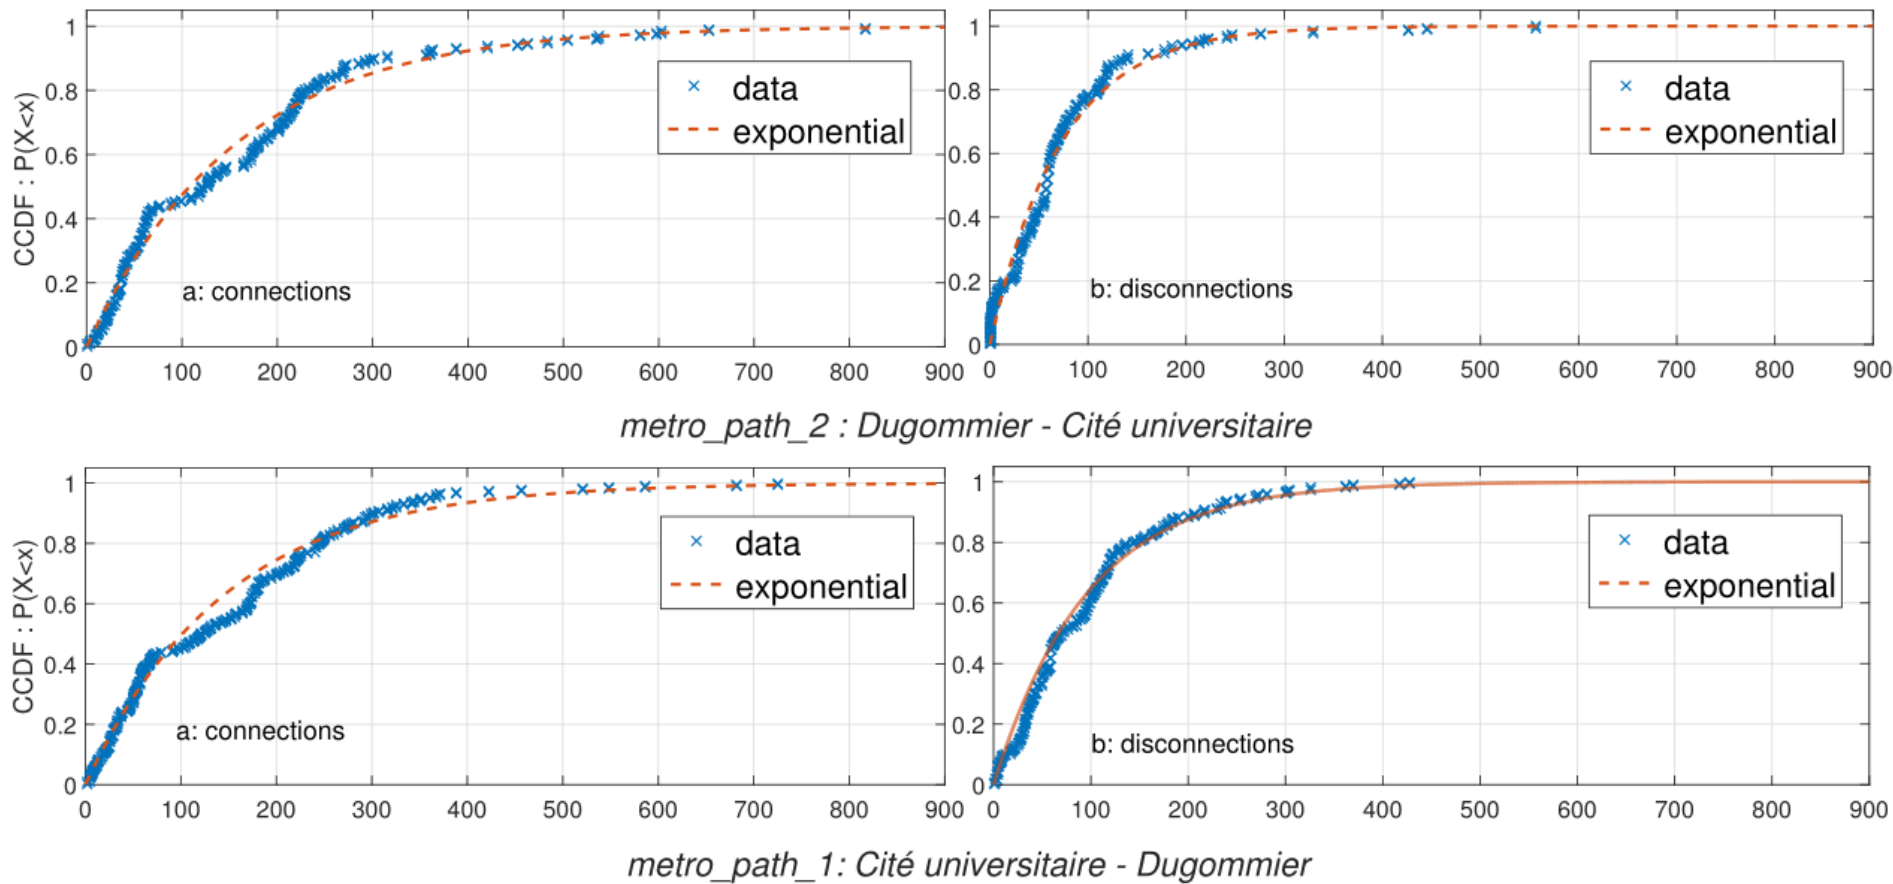 1
0.8
0.6
0.4
0.2
0
CCDF : P(X<x)
data
exponential
a: connections
0 100 200 300 400 500 600 700 800 900
1
0.8
0.6
0.4
0.2
0
data
exponential
b: disconnections
0 100 200 300 400 500 600 700 800 900
metro_path_2 : Dugommier - Cité universitaire
1
0.8
0.6
0.4
0.2
0
CCDF : P(X<x)
data
exponential
a: connections
0 100 200 300 400 500 600 700 800 900
1
0.8
0.6
0.4
0.2
0
data
exponential
b: disconnections
0 100 200 300 400 500 600 700 800 900
metro_path_1: Cité universitaire - Dugommier